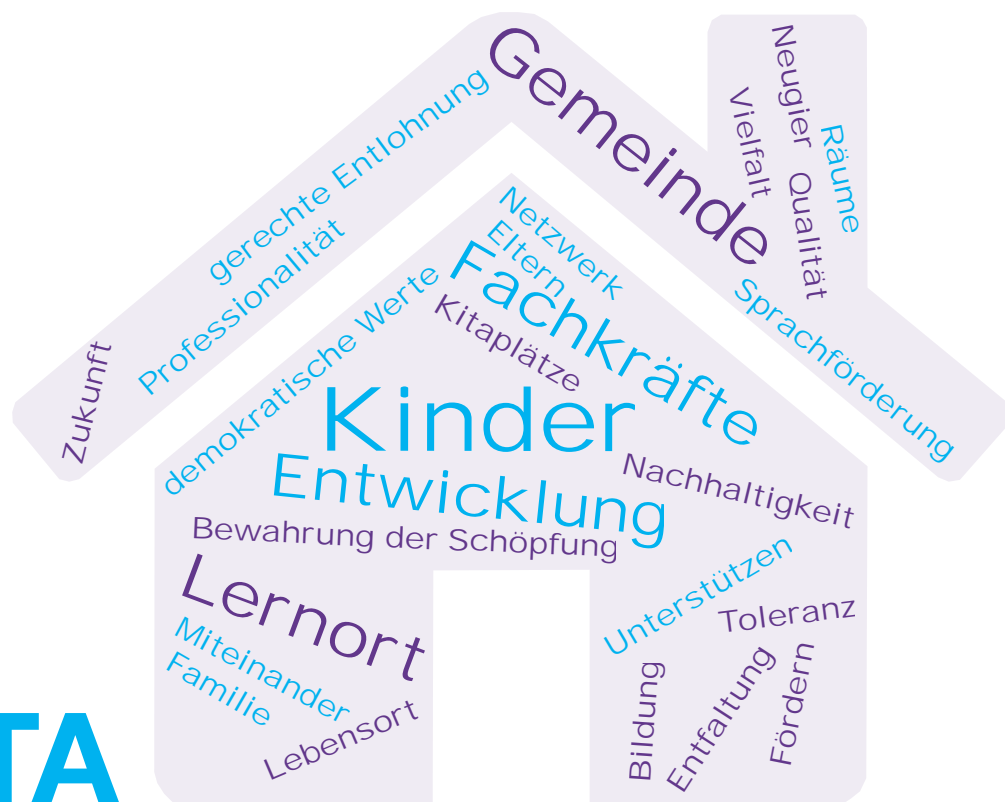 Gemeinde
Neugier Qualität
Vielfalt
Räume
gerechte Entlohnung
Professionalität
Zukunft
Sprachförderung
Netzwerk
Eltern
Fachkräfte
Kitaplätze
demokratische Werte
Kinder
Entwicklung
Nachhaltigkeit
Bewahrung der Schöpfung
Lernort
Unterstützen
Toleranz
Miteinander
Familie
Lebensort
Bildung
Entfaltung
Fördern
TA